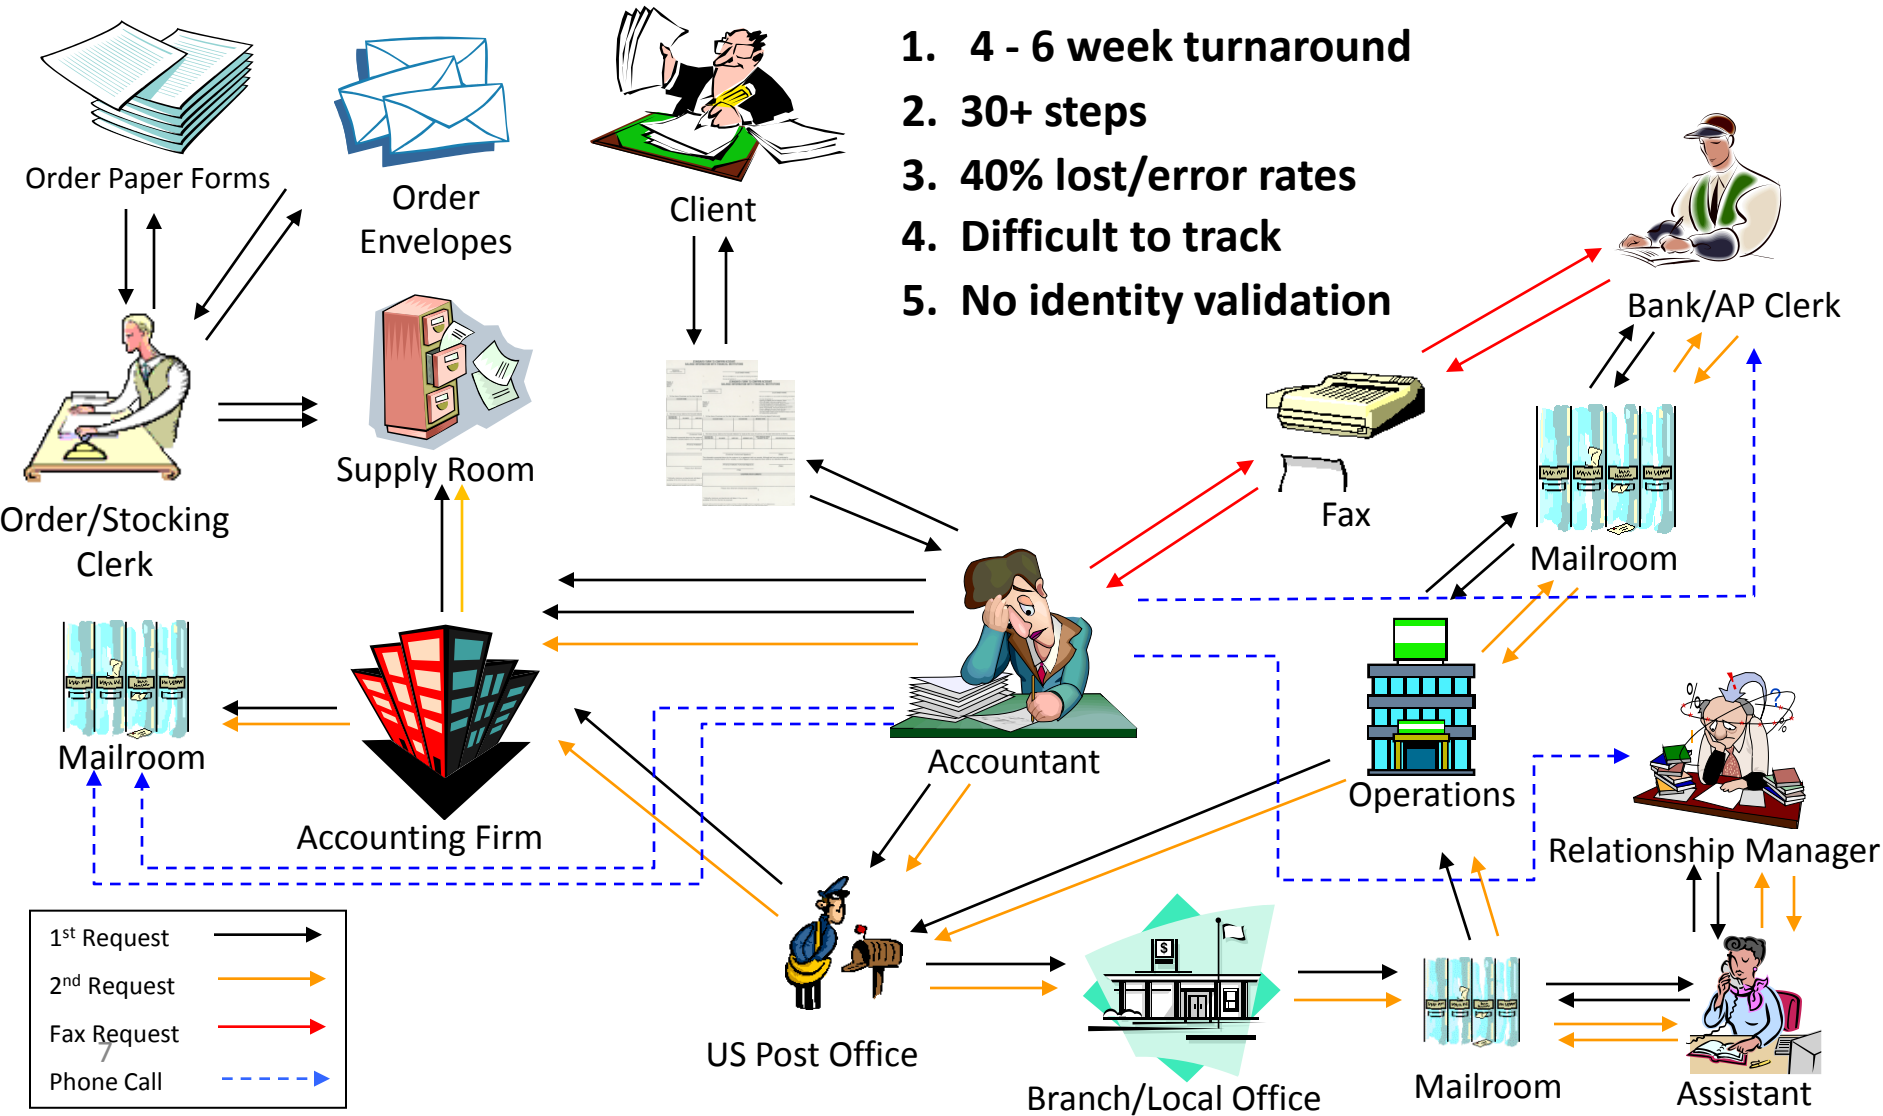 1. 4 - 6 week turnaround
2. 30+ steps
3. 40% lost/error rates
4. Difficult to track
5. No identity validation
Order Paper Forms
Order
Envelopes
Client
Bank/AP Clerk
Supply Room
Order/Stocking
Clerk
Fax
Mailroom
Mailroom
Accountant
Operations
Accounting Firm
Relationship Manager
US Post Office
Branch/Local Office
Mailroom
Assistant
1st Request
2nd Request
Fax Request
7
Phone Call
$